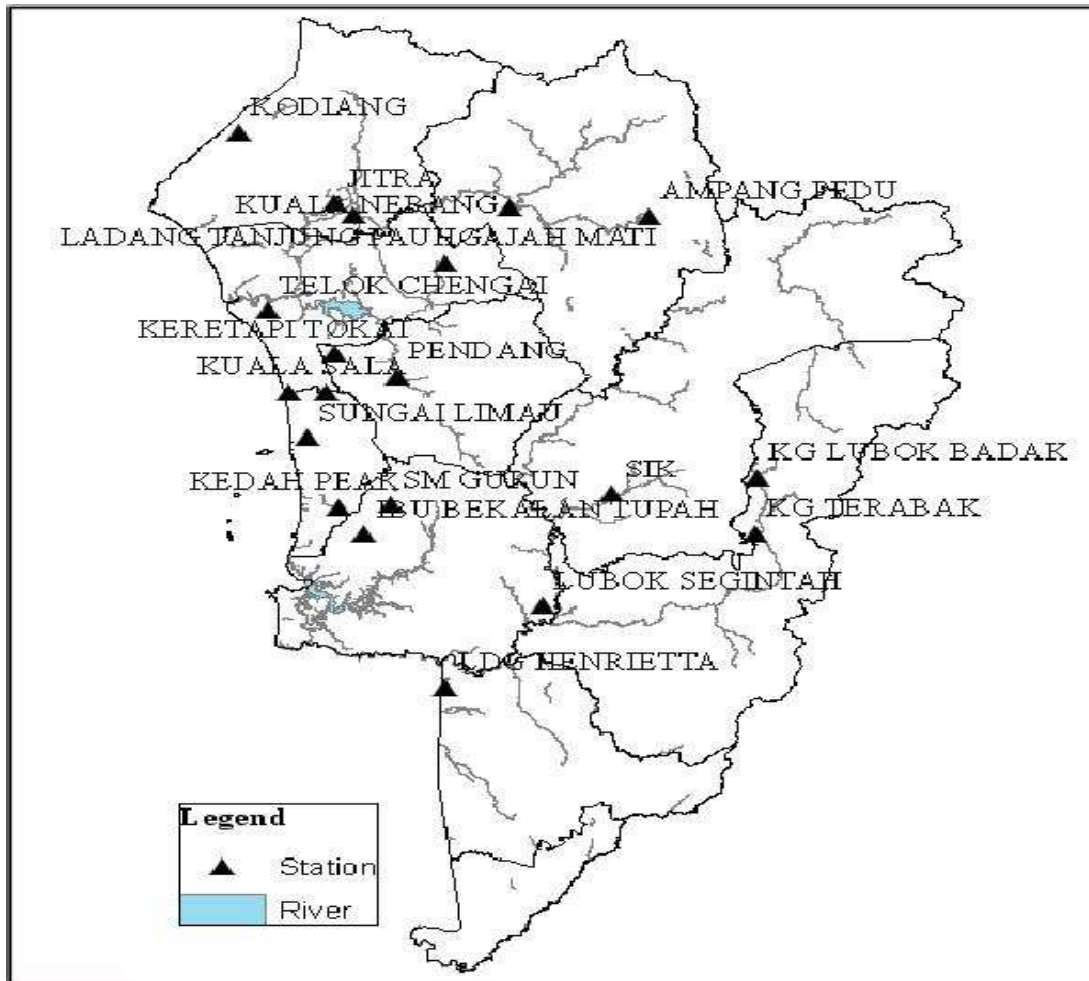 KODIANG
JITRA
AMPANG PEDU
KUALA NERANG
LADANG TANJUNG PAUH
GAJAH MATI
TELOK CHENGAI
KERETAPI TOKAI
PENDANG
KUALA SALA
SUNGAI LIMAU
KG LUBOK BADAK
SIK
KEDAH PEAK
SM GURUN
KG TERABAK
IBU BEKALAN TUPAH
LUBOK SEGINTAH
LDG HENRIETTA
Legend
Station
River